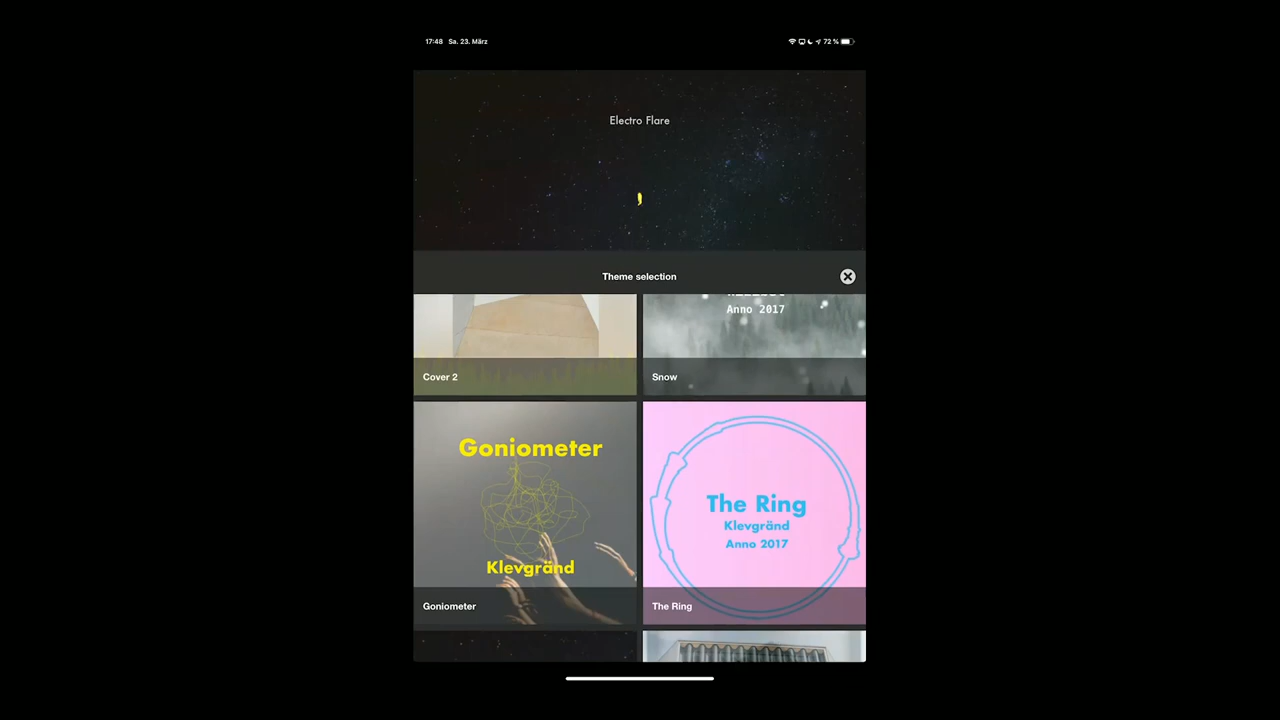 17:48 Sa. 23. März
72 %
Electro Flare
Theme selection
Anno 2017
Cover 2
Snow
Goniometer
Klevgränd
Goniometer
The Ring
Klevgränd
Anno 2017
The Ring